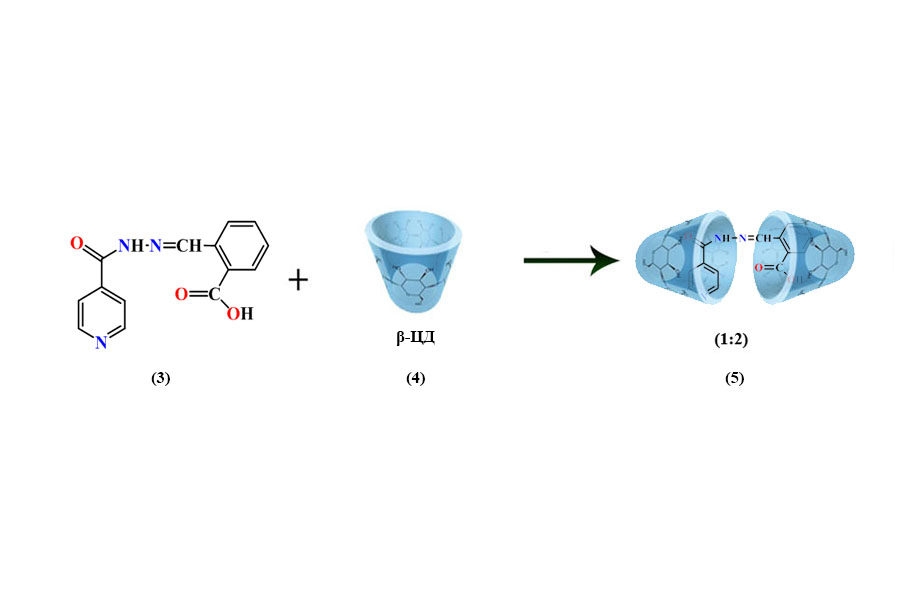 O
NH-N=CH
O
C
OH
N
+
β-ЦД
NH-N=CH
O
C
(1:2)
(3)
(4)
(5)